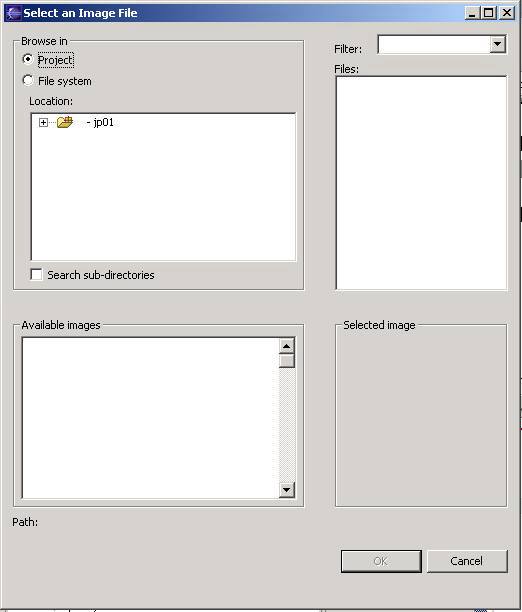 Select an Image File
Browse in
Project
File system
Location:
- jp01
Search sub-directories
Filter:
Files:
Available images
Selected image
Path:
OK
Cancel